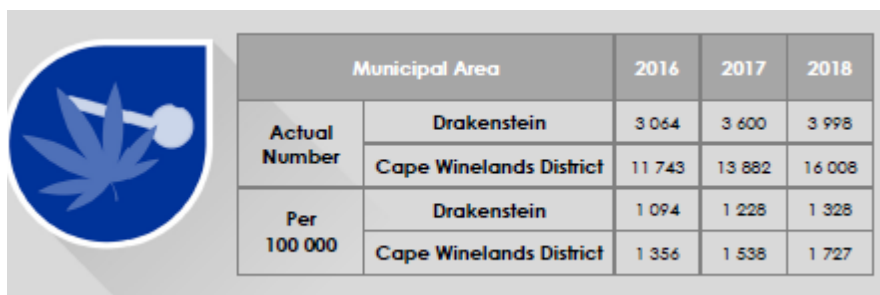 Municipal Area 2016 2017 2018
Actual Number Drakenstein 3 064 3 600 3 998
Cape Winelands District 11 743 13 882 16 008
Per 100 000 Drakenstein 1 094 1 228 1 328
Cape Winelands District 1 356 1 538 1 727